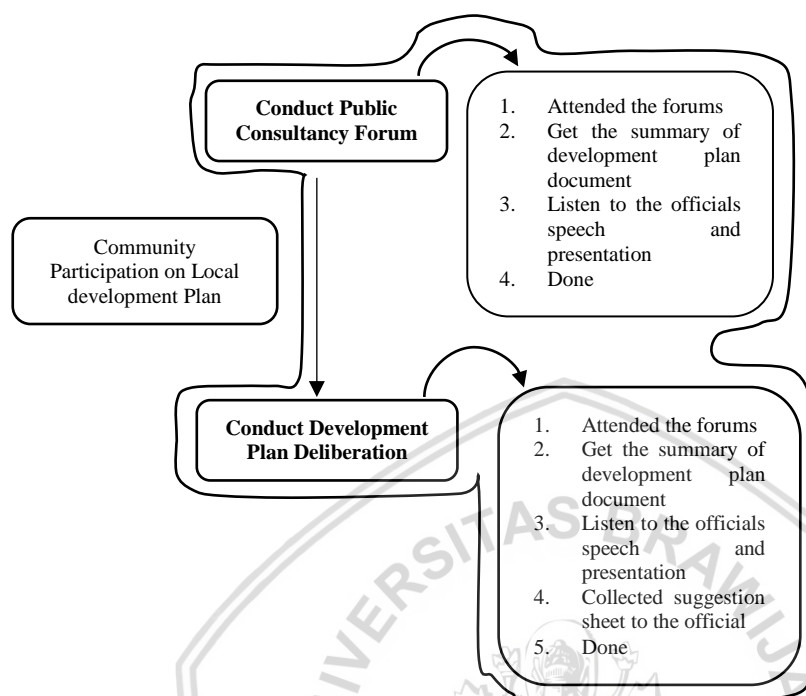 Conduct Public
Consultancy Forum
1. Attended the forums
2. Get the summary of
development plan
document
3. Listen to the officials
speech and
presentation
4. Done
Community
Participation on Local
development Plan
Conduct Development
Plan Deliberation
1. Attended the forums
2. Get the summary of
development plan
document
3. Listen to the officials
speech and
presentation
4. Collected suggestion
sheet to the official
5. Done
VERSITAS BRAWIJA